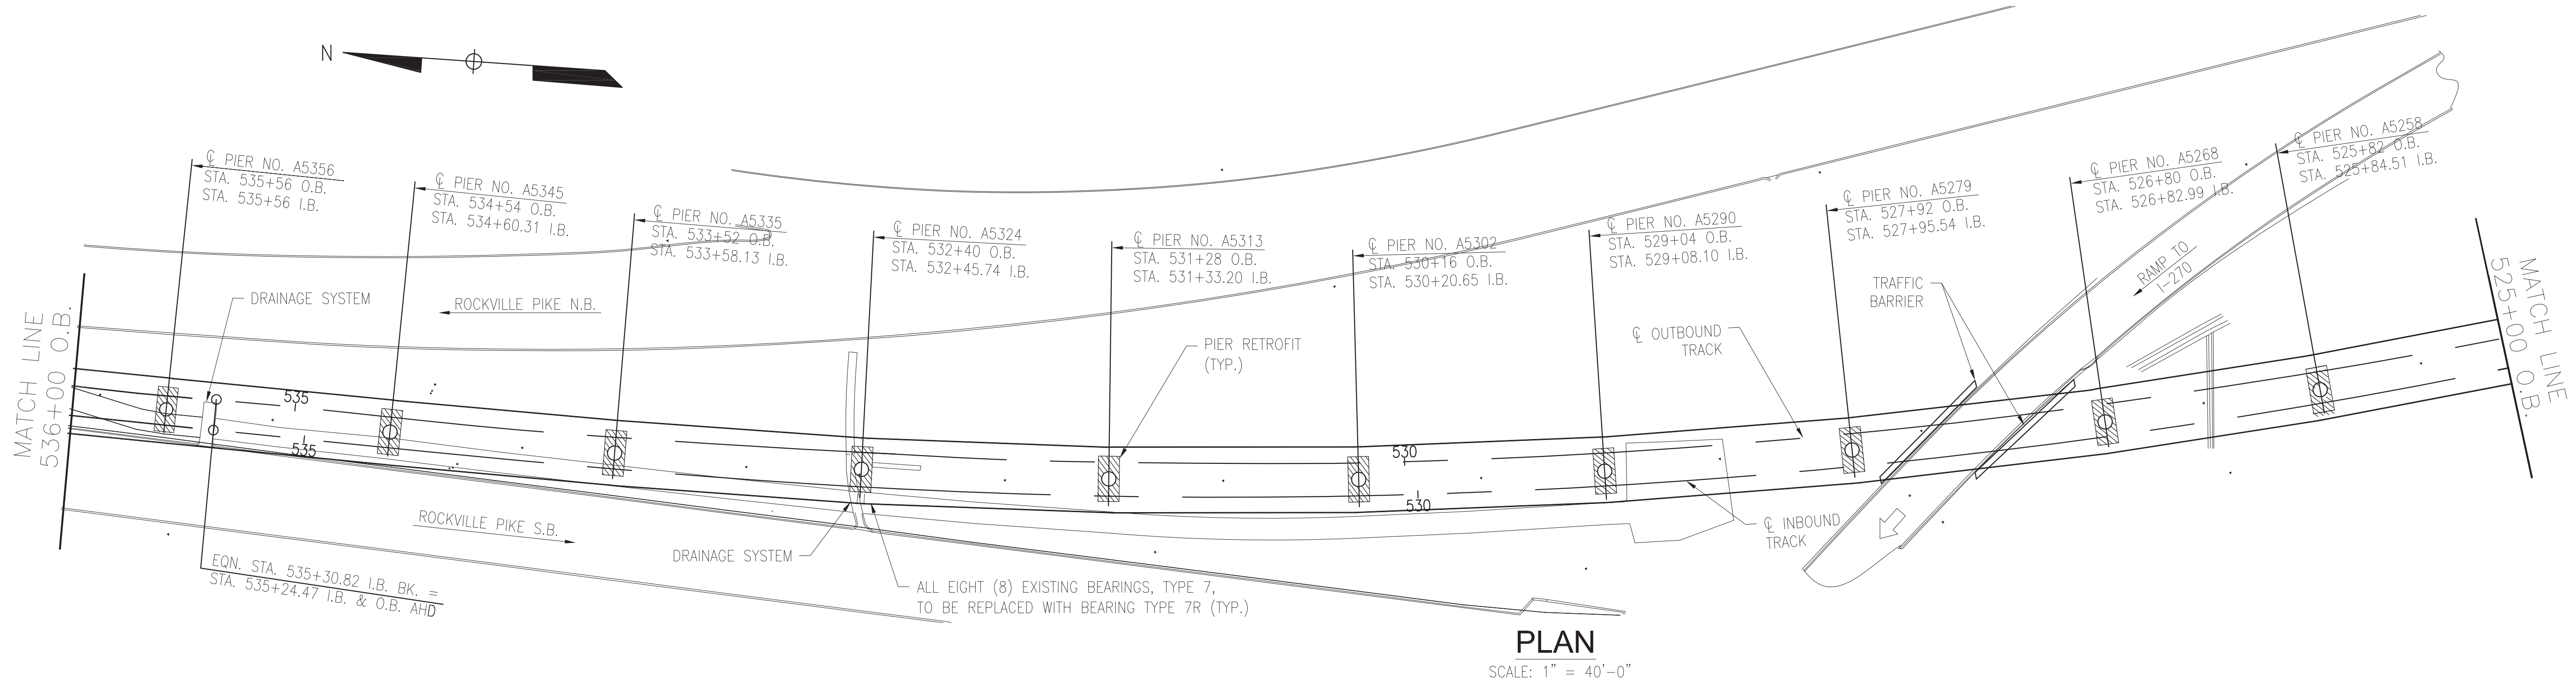 N
℄ PIER NO. A5356
STA. 535+56 O.B.
STA. 535+56 I.B.
℄ PIER NO. A5345
STA. 534+54 O.B.
STA. 534+60.31 I.B.
℄ PIER NO. A5335
STA. 533+52 O.B.
STA. 533+58.13 I.B.
℄ PIER NO. A5324
STA. 532+40 O.B.
STA. 532+45.74 I.B.
℄ PIER NO. A5313
STA. 531+28 O.B.
STA. 531+33.20 I.B.
℄ PIER NO. A5302
STA. 530+16 O.B.
STA. 530+20.65 I.B.
℄ PIER NO. A5290
STA. 529+04 O.B.
STA. 529+08.10 I.B.
℄ PIER NO. A5279
STA. 527+92 O.B.
STA. 527+95.54 I.B.
℄ PIER NO. A5268
STA. 526+80 O.B.
STA. 526+82.99 I.B.
℄ PIER NO. A5258
STA. 525+82 O.B.
STA. 525+84.51 I.B.
MATCH LINE
536+00 O.B.
DRAINAGE SYSTEM
ROCKVILLE PIKE N.B.
PIER RETROFIT
(TYP.)
℄ OUTBOUND
TRACK
TRAFFIC
BARRIER
RAMP TO
I-270
MATCH LINE
525+00 O.B.
535
535
530
530
ROCKVILLE PIKE S.B.
DRAINAGE SYSTEM
℄ INBOUND
TRACK
EQN. STA. 535+30.82 I.B. BK. =
STA. 535+24.47 I.B. & O.B. AHD
ALL EIGHT (8) EXISTING BEARINGS, TYPE 7,
TO BE REPLACED WITH BEARING TYPE 7R (TYP.)
PLAN
SCALE: 1" = 40'-0"